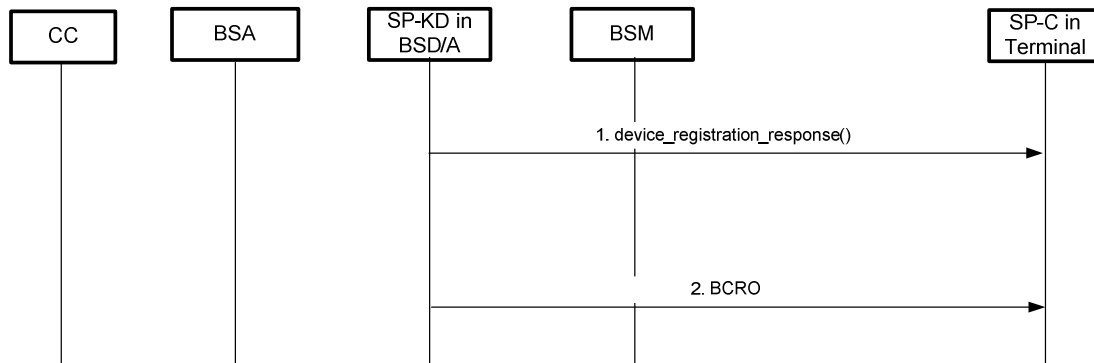 CC
BSA
SP-KD in
BSD/A
BSM
SP-C in
Terminal
1. device_registration_response()
2. BCRO